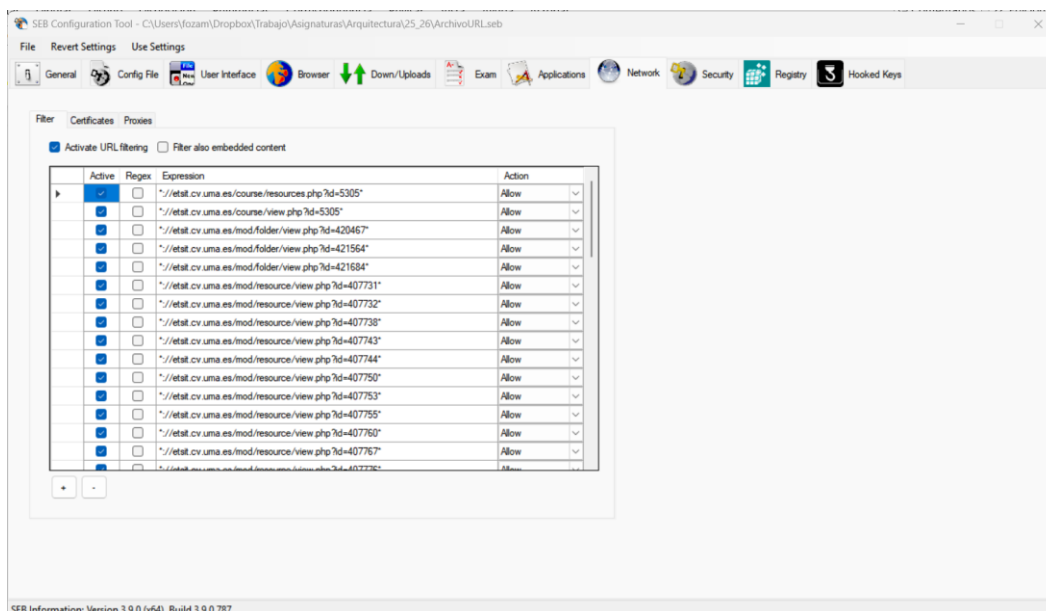 SEB Configuration Tool - C:\Users\fozam\Dropbox\Trabajo\Asignaturas\Arquitectura\25_26\ArchivoURL.seb
File Revert Settings Use Settings
General Config File User Interface Browser Down/Uploads Exam Applications Network Security Registry Hooked Keys
Filter Certificates Proxies
Activate URL filtering Filter also embedded content
Active Regex Expression Action
*://etsit.cv.uma.es/course/resources.php?id=5305* Allow
*://etsit.cv.uma.es/course/view.php?id=5305* Allow
*://etsit.cv.uma.es/mod/folder/view.php?id=420467* Allow
*://etsit.cv.uma.es/mod/folder/view.php?id=421564* Allow
*://etsit.cv.uma.es/mod/folder/view.php?id=421684* Allow
*://etsit.cv.uma.es/mod/resource/view.php?id=407731* Allow
*://etsit.cv.uma.es/mod/resource/view.php?id=407732* Allow
*://etsit.cv.uma.es/mod/resource/view.php?id=407738* Allow
*://etsit.cv.uma.es/mod/resource/view.php?id=407743* Allow
*://etsit.cv.uma.es/mod/resource/view.php?id=407744* Allow
*://etsit.cv.uma.es/mod/resource/view.php?id=407750* Allow
*://etsit.cv.uma.es/mod/resource/view.php?id=407753* Allow
*://etsit.cv.uma.es/mod/resource/view.php?id=407755* Allow
*://etsit.cv.uma.es/mod/resource/view.php?id=407760* Allow
*://etsit.cv.uma.es/mod/resource/view.php?id=407767* Allow
+ -
SEB Information: Version 3.9.0 (x64), Build 3.9.0.787